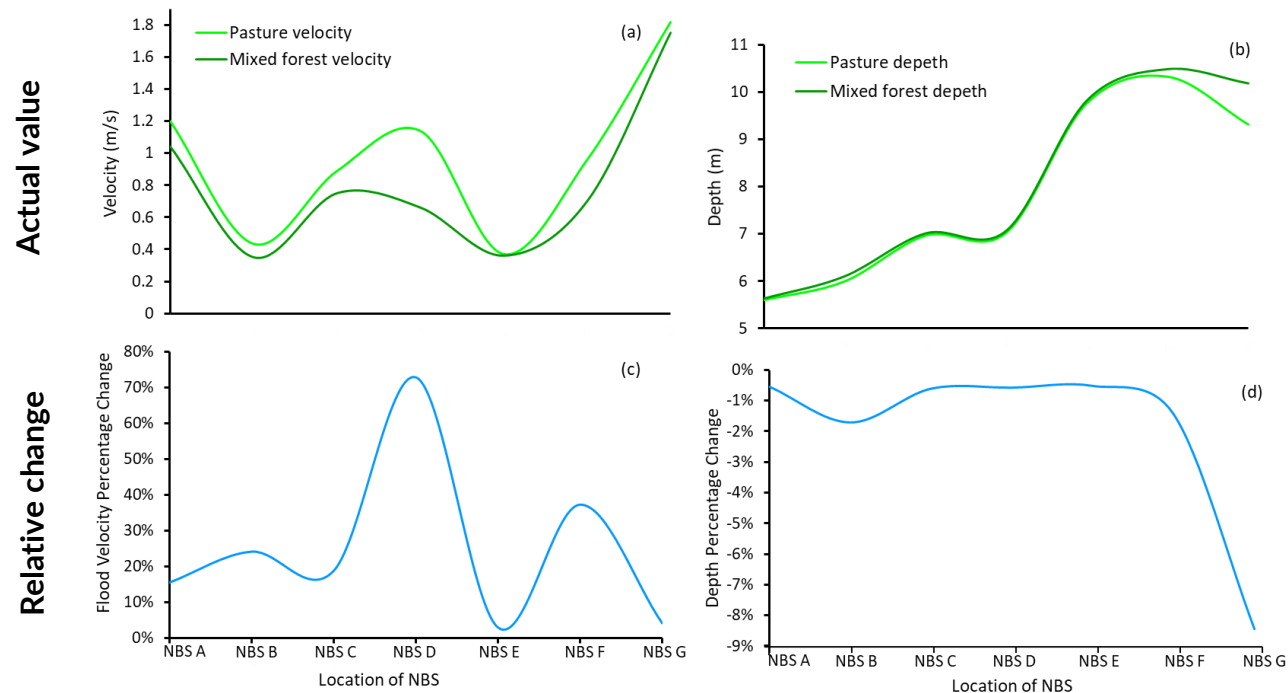 Actual value
Relative change
(a)
Pasture velocity
Mixed forest velocity
Velocity (m/s)
1.8
1.6
1.4
1.2
1
0.8
0.6
0.4
0.2
0
(b)
Pasture depeth
Mixed forest depeth
Depth (m)
11
10
9
8
7
6
5
(c)
Flood Velocity Percentage Change
80%
70%
60%
50%
40%
30%
20%
10%
0%
NBS A NBS B NBS C NBS D NBS E NBS F NBS G
Location of NBS
(d)
Depth Percentage Change
0%
-1%
-2%
-3%
-4%
-5%
-6%
-7%
-8%
-9%
NBS A NBS B NBS C NBS D NBS E NBS F NBS G
Location of NBS